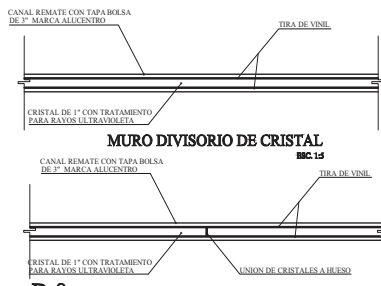 CANAL REMATE CON TAPA BOLSA
DE 3" MARCA ALUCENTRO
TIRA DE VINIL
CRISTAL DE 1" CON TRATAMIENTO
PARA RAYOS ULTRAVIOLETA
MURO DIVISORIO DE CRISTAL
ESC. 1:5
CANAL REMATE CON TAPA BOLSA
DE 3" MARCA ALUCENTRO
TIRA DE VINIL
CRISTAL DE 1" CON TRATAMIENTO
PARA RAYOS ULTRAVIOLETA
UNION DE CRISTALES A HUESO